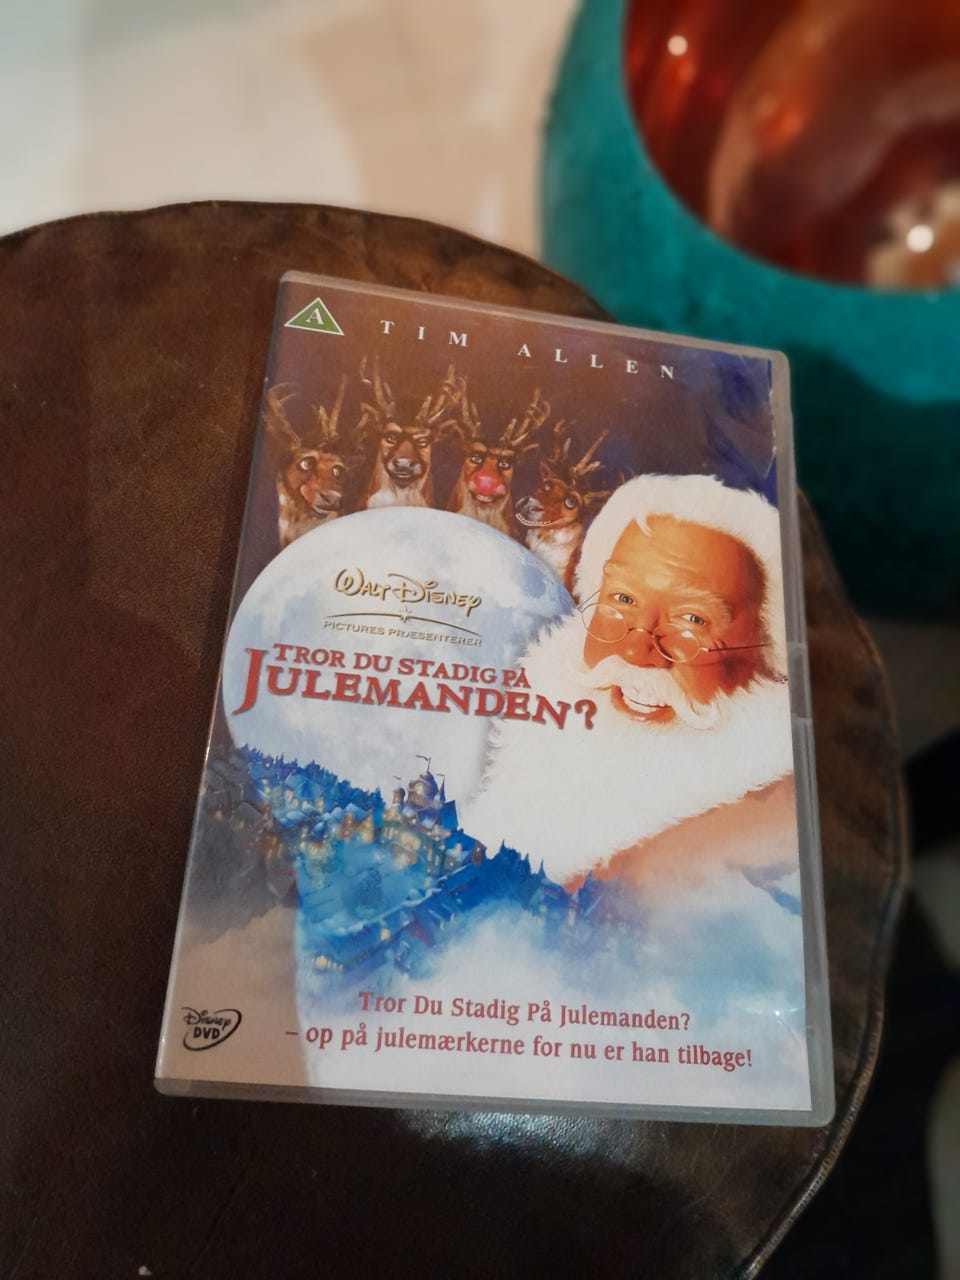 A
TIM ALLEN
WALT DISNEY
PICTURES PRÆSENTERER
TROR DU STADIG PÅ
JULEMANDEN?
Tror Du Stadig På Julemanden?
– op på julemærkerne for nu er han tilbage!
DISNEY
DVD